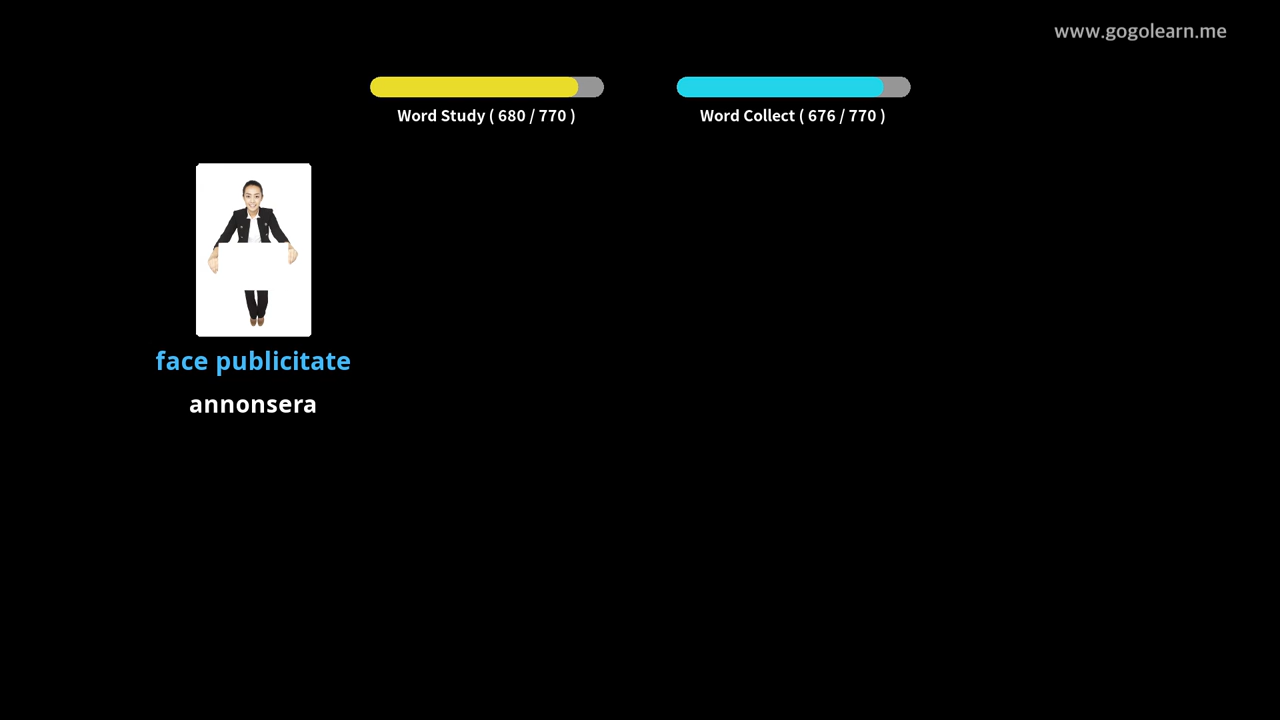 www.gogolearn.me
Word Study ( 680 / 770 )
Word Collect ( 676 / 770 )
face publicitate
annonsera